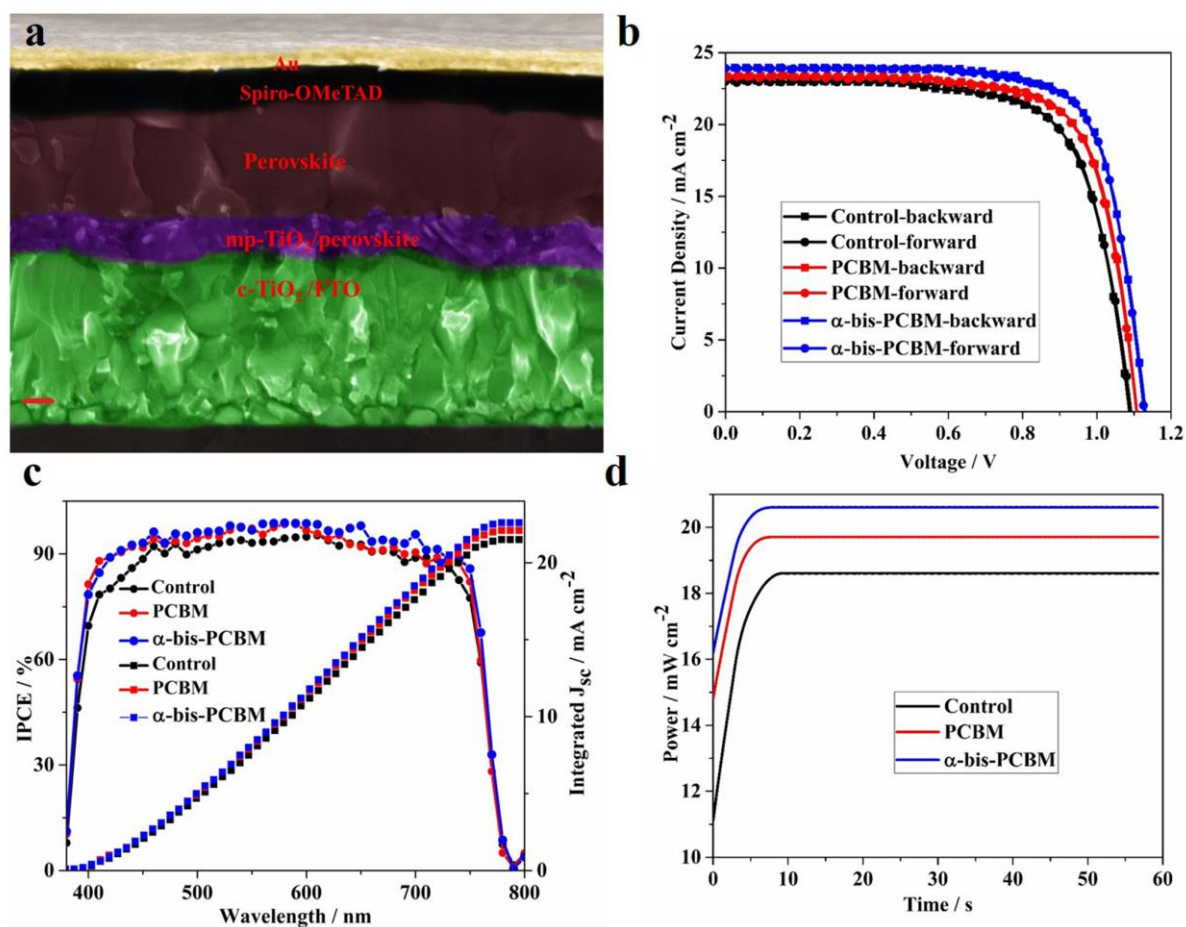 a
Au
Spiro-OMeTAD
Perovskite
mp-TiO2/perovskite
c-TiO2/FTO
b
25
20
15
10
5
0
Current Density / mA cm-2
Control-backward
Control-forward
PCBM-backward
PCBM-forward
α-bis-PCBM-backward
α-bis-PCBM-forward
0.0 0.2 0.4 0.6 0.8 1.0 1.2
Voltage / V
c
90
60
30
0
IPCE / %
Control
PCBM
α-bis-PCBM
Control
PCBM
α-bis-PCBM
20
10
0
Integrated JSC / mA cm-2
400 500 600 700 800
Wavelength / nm
d
20
18
16
14
12
10
Power / mW cm-2
Control
PCBM
α-bis-PCBM
0 10 20 30 40 50 60
Time / s